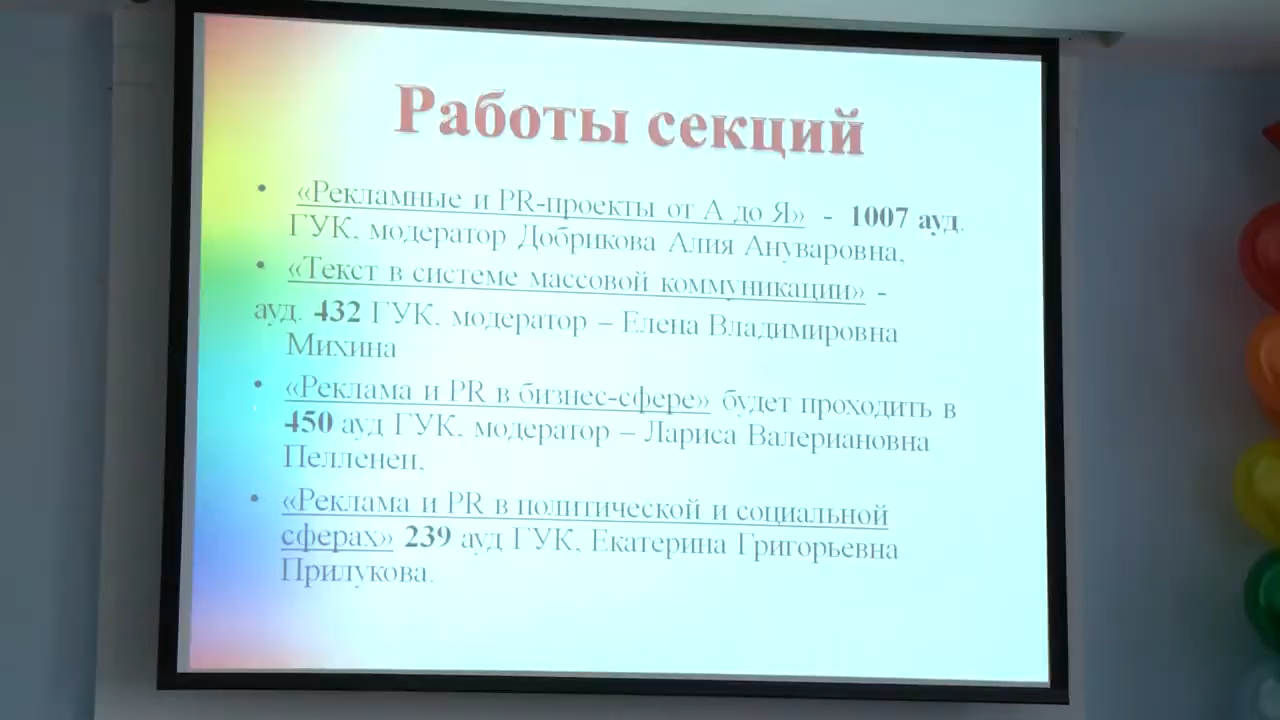 Работы секций
• «Рекламные и PR-проекты от А до Я» - 1007 ауд.
ГУК, модератор Добрикова Алия Ануваровна,
• «Текст в системе массовой коммуникации» -
ауд. 432 ГУК, модератор – Елена Владимировна
Михина
• «Реклама и PR в бизнес-сфере» будет проходить в
450 ауд ГУК, модератор – Лариса Валериановна
Пелленен,
• «Реклама и PR в политической и социальной
сферах» 239 ауд ГУК, Екатерина Григорьевна
Прилукова.